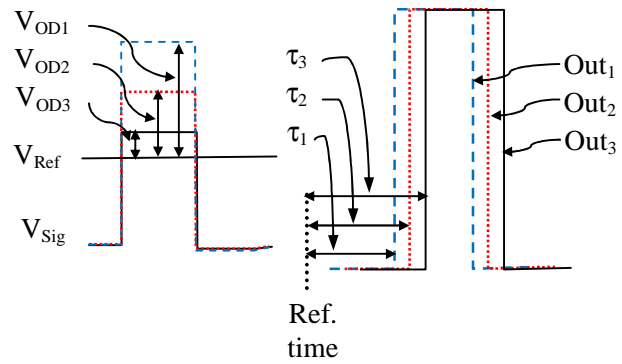 V_OD1
V_OD2
V_OD3
V_Ref
V_Sig
τ_3
τ_2
τ_1
Out_1
Out_2
Out_3
Ref.
time